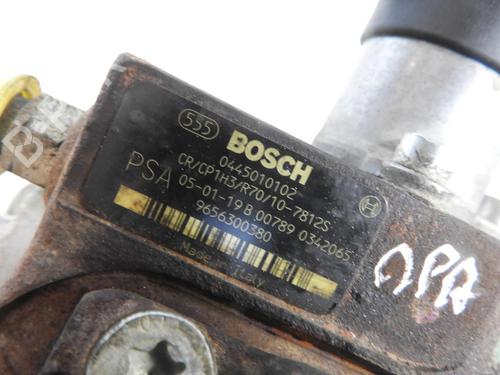 555 BOSCH
0445010102
CR/CP1H3/R70/10-7812S
PSA 05-01-19 B 00789 0342065
9656300380
Made in Italy